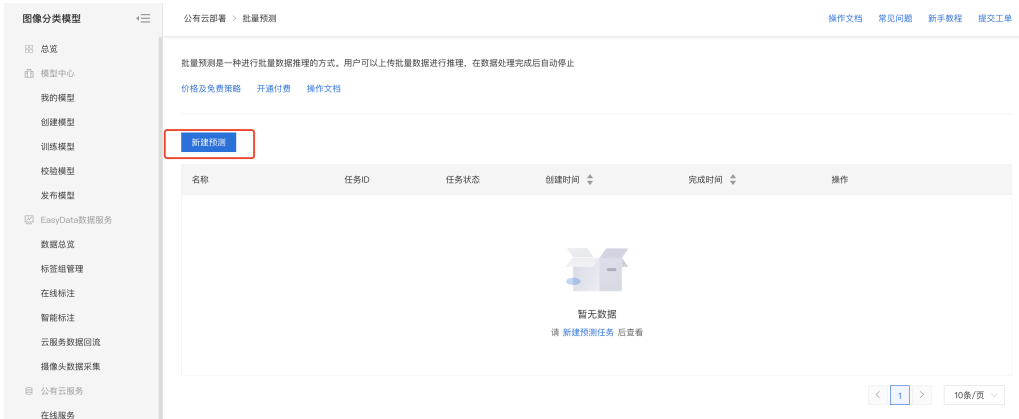 图像分类模型
总览
模型中心
我的模型
创建模型
训练模型
校验模型
发布模型
EasyData数据服务
数据总览
标签组管理
在线标注
智能标注
云服务数据回流
摄像头数据采集
公有云服务
在线服务
公有云部署 > 批量预测
操作文档 常见问题 新手教程 提交工单
批量预测是一种进行批量数据推理的方式。用户可以上传批量数据进行推理，在数据处理完成后自动停止
价格及免费策略 开通付费 操作文档
新建预测
名称 任务ID 任务状态 创建时间 完成时间 操作
暂无数据
请 新建预测任务 后查看
< 1 > 10条/页